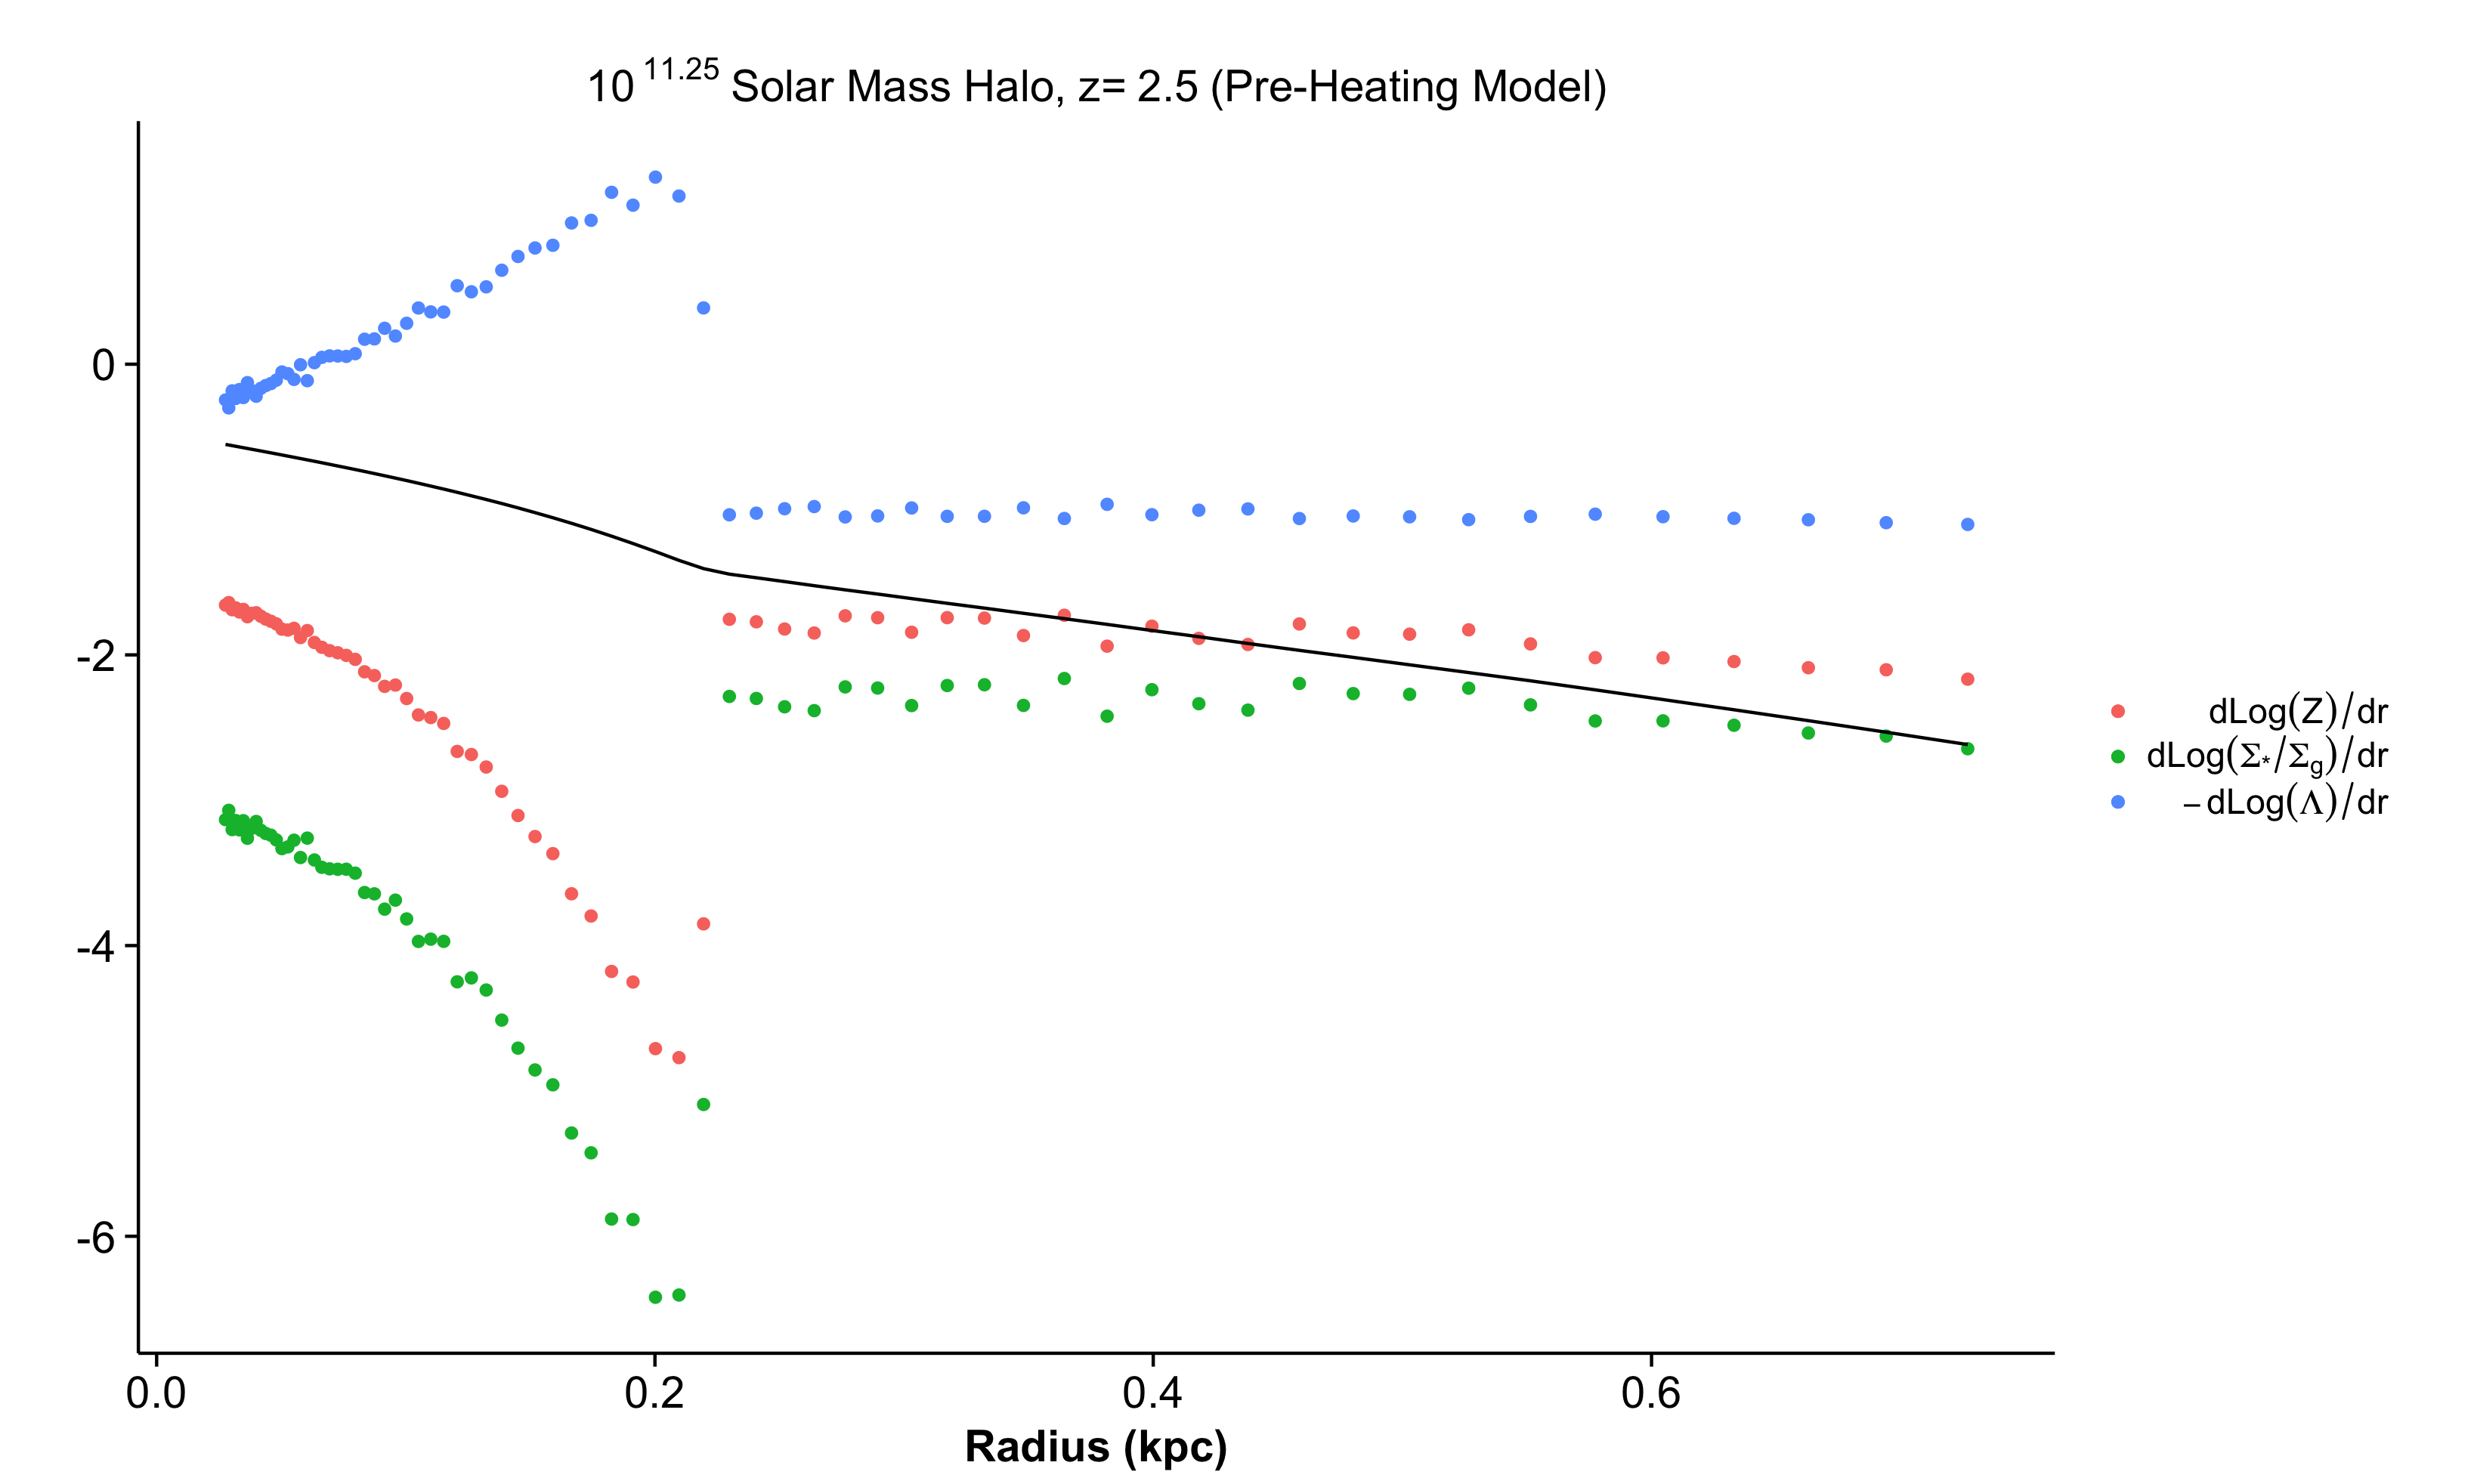 10^11.25 Solar Mass Halo, z= 2.5 (Pre-Heating Model)
0
-2
-4
-6
0.0 0.2 0.4 0.6
Radius (kpc)
dLog(Z)/dr
dLog(Σ*/Σg)/dr
– dLog(Λ)/dr